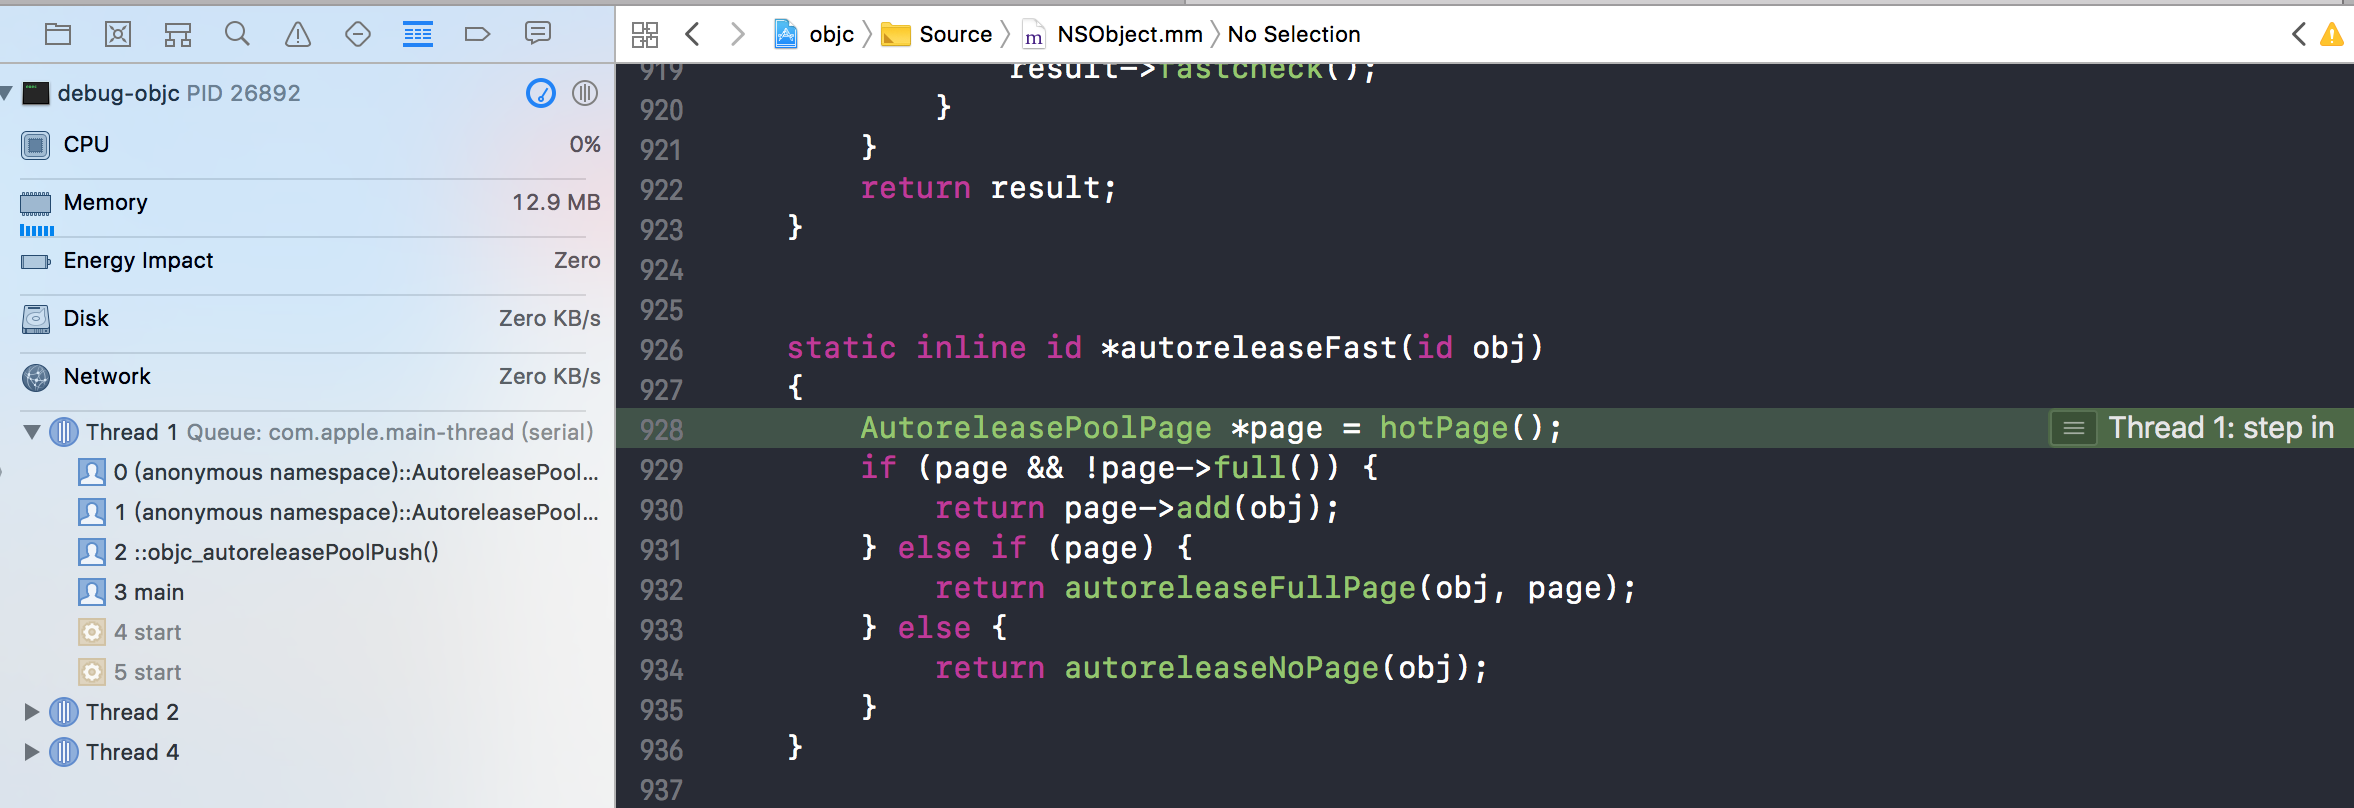 objc Source NSObject.mm No Selection
debug-objc PID 26892
CPU 0%
Memory 12.9 MB
Energy Impact Zero
Disk Zero KB/s
Network Zero KB/s
Thread 1 Queue: com.apple.main-thread (serial)
0 (anonymous namespace)::AutoreleasePool...
1 (anonymous namespace)::AutoreleasePool...
2 ::objc_autoreleasePoolPush()
3 main
4 start
5 start
Thread 2
Thread 4
919 result->fastcheck();
920 }
921 }
922 return result;
923 }
924
925
926 static inline id *autoreleaseFast(id obj)
927 {
928 AutoreleasePoolPage *page = hotPage(); Thread 1: step in
929 if (page && !page->full()) {
930 return page->add(obj);
931 } else if (page) {
932 return autoreleaseFullPage(obj, page);
933 } else {
934 return autoreleaseNoPage(obj);
935 }
936 }
937